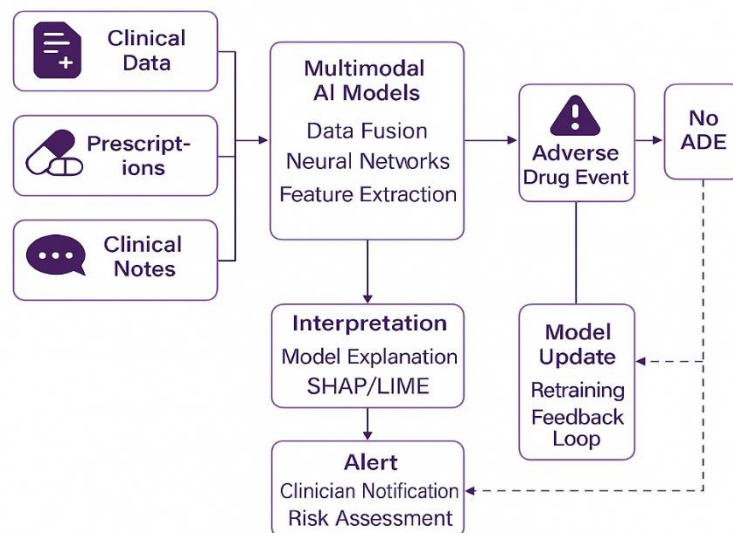 Clinical
Data
Prescript-
ions
Clinical
Notes
Multimodal
AI Models
Data Fusion
Neural Networks
Feature Extraction
Adverse
Drug Event
No
ADE
Interpretation
Model Explanation
SHAP/LIME
Model
Update
Retraining
Feedback
Loop
Alert
Clinician Notification
Risk Assessment